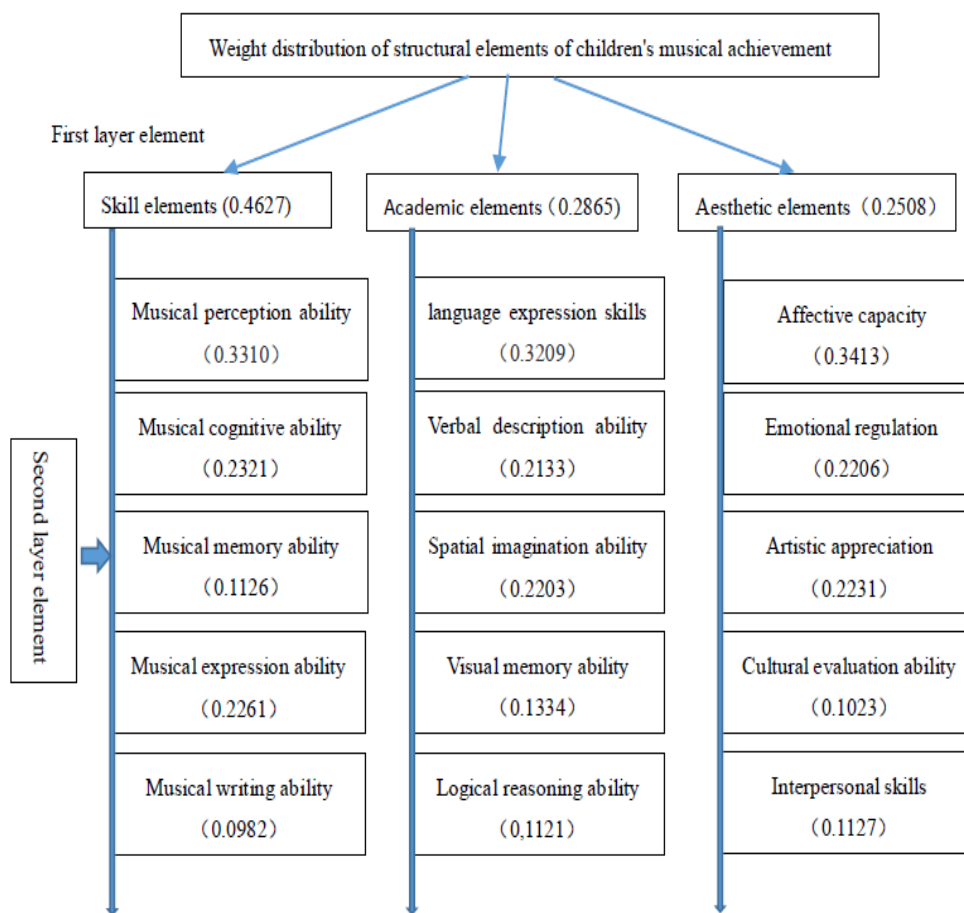 Weight distribution of structural elements of children's musical achievement
First layer element
Skill elements (0.4627)
Academic elements（0.2865)
Aesthetic elements（0.2508）
Second layer element
Musical perception ability
（0.3310）
Musical cognitive ability
（0.2321）
Musical memory ability
（0.1126）
Musical expression ability
（0.2261）
Musical writing ability
（0.0982）
language expression skills
（0.3209）
Verbal description ability
（0.2133）
Spatial imagination ability
（0.2203）
Visual memory ability
（0.1334）
Logical reasoning ability
（0,1121）
Affective capacity
（0.3413）
Emotional regulation
（0.2206）
Artistic appreciation
（0.2231）
Cultural evaluation ability
（0.1023）
Interpersonal skills
（0.1127）